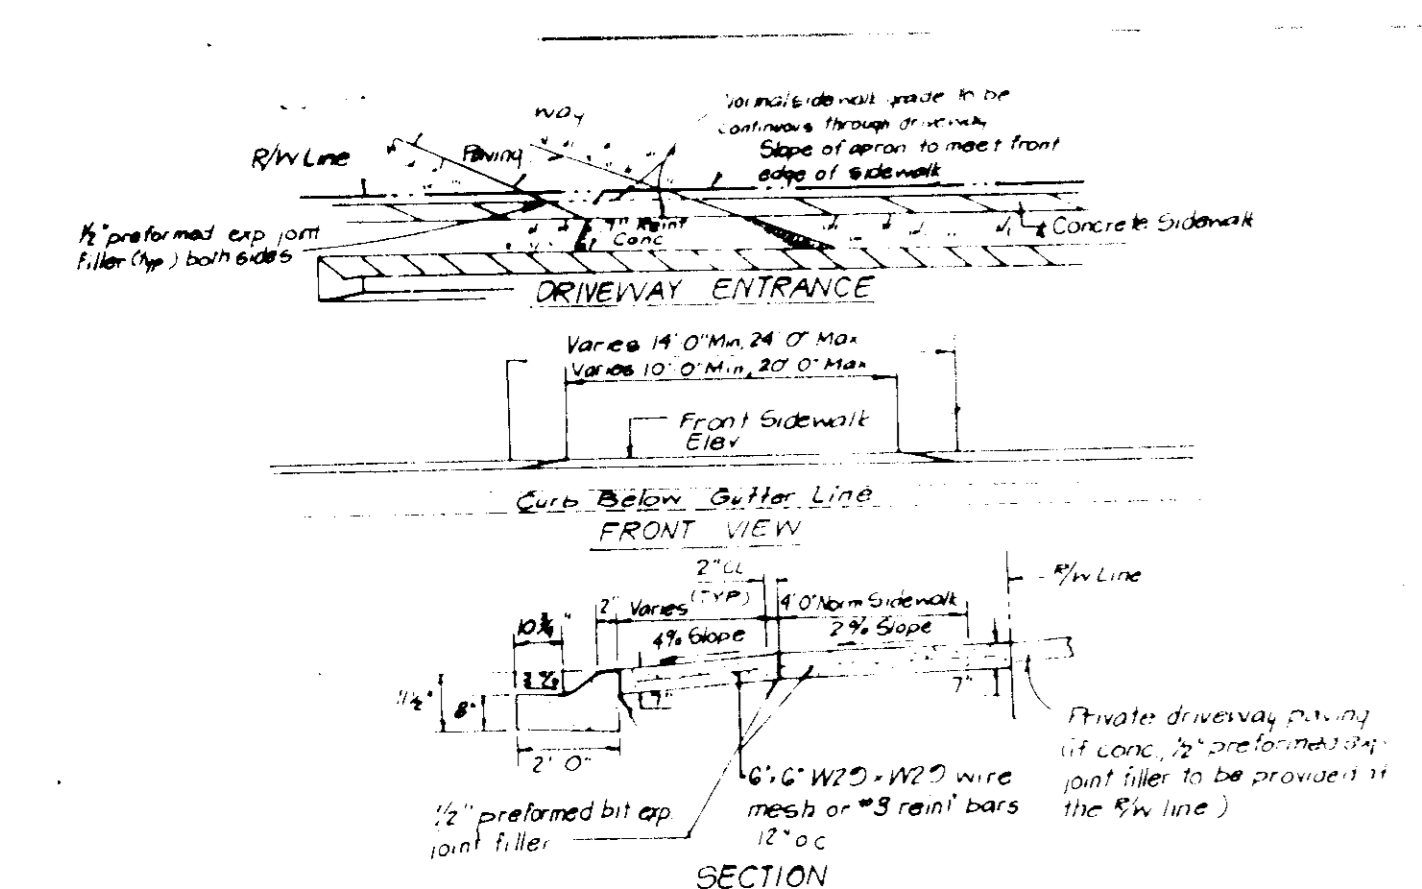 Normal sidewalk grade to be
continuous through driveway
Slope of apron to meet front
edge of sidewalk
way
Paving
R/W Line
1/2" preformed exp joint
filler (typ) both sides
7" Reinf
Conc
Concrete Sidewalk
DRIVEWAY ENTRANCE
Varies 14' 0" Min, 24' 0" Max
Varies 10' 0" Min, 20' 0" Max
Front Sidewalk
Elev
Curb Below Gutter Line
FRONT VIEW
2" CL
(TYP)
R/W Line
2"
Varies
4' 0" Norm Sidewalk
4% Slope
2% Slope
8"
7"
7"
2' 0"
Private driveway paving
(if conc., 1/2" preformed exp.
joint filler to be provided at
the R/W line)
6" x 6" W2.9 x W2.9 wire
mesh or #3 reinf bars
12" o c
1/2" preformed bit exp.
joint filler
SECTION